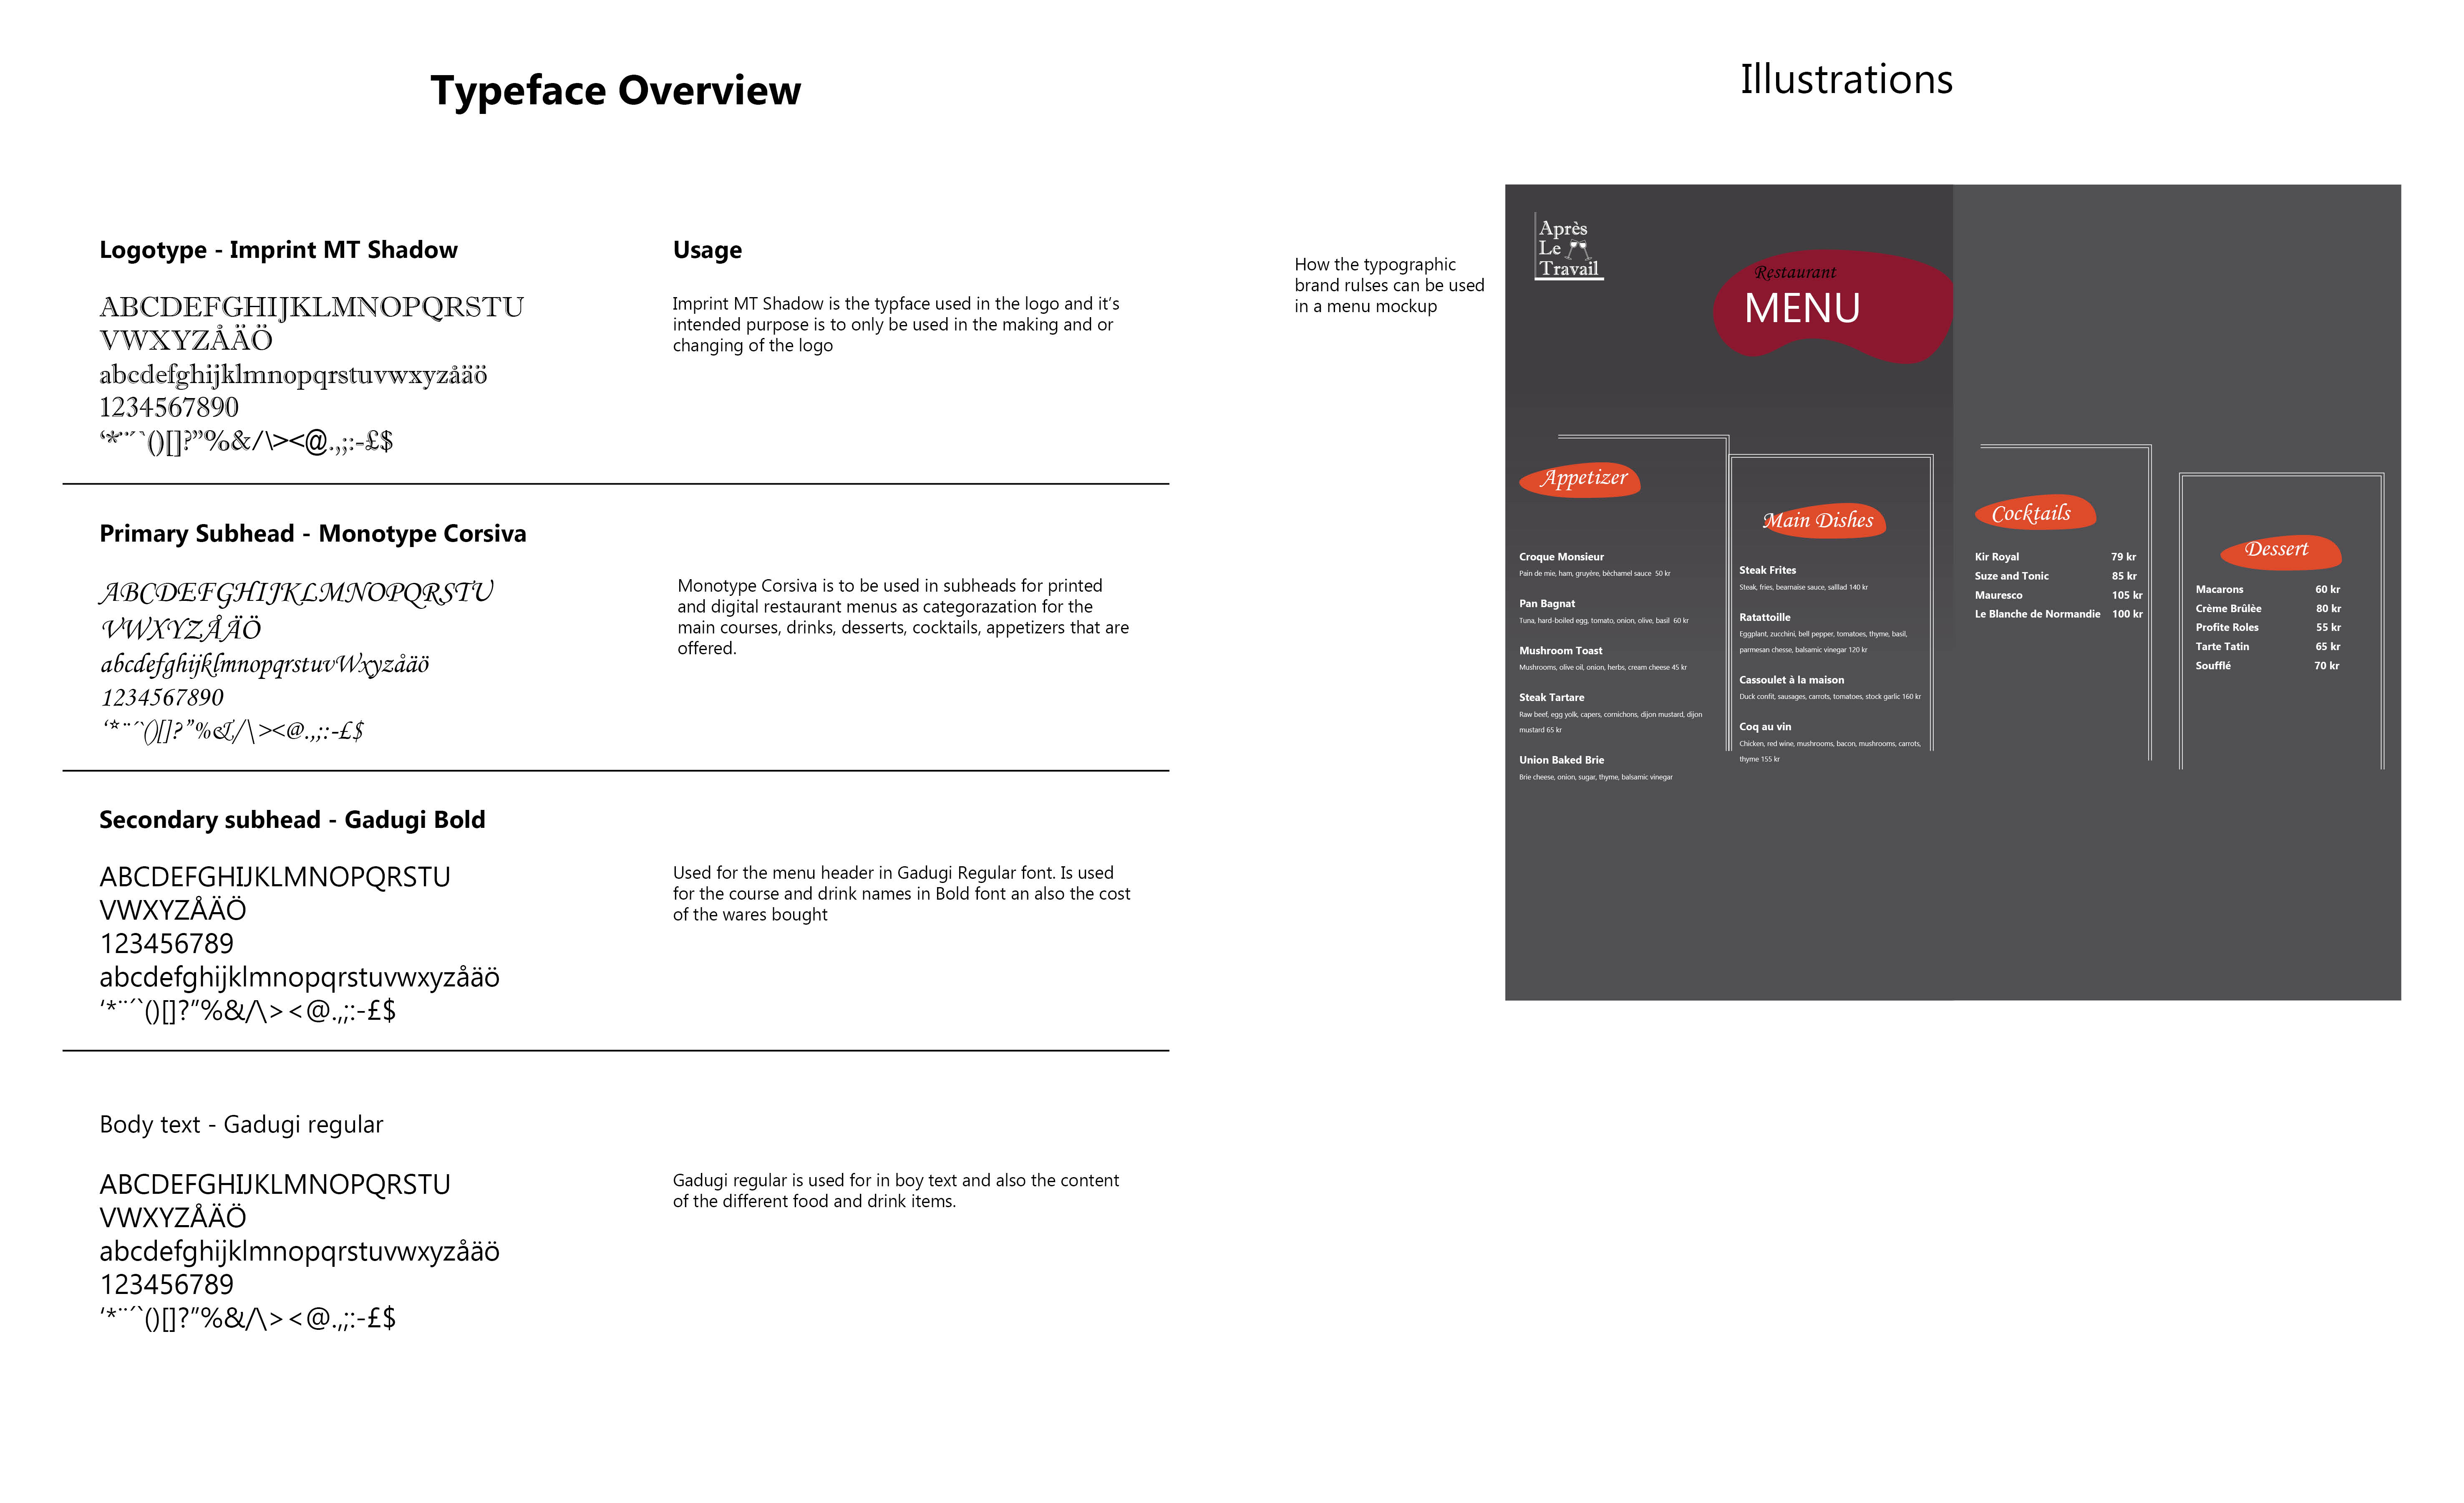 Typeface Overview
Logotype - Imprint MT Shadow
ABCDEFGHIJKLMNOPQRSTU
VWXYZÅÄÖ
abcdefghijklmnopqrstuvwxyzåäö
1234567890
‘*¨´`()[]?”%&/\><@.,;:-£$
Usage
Imprint MT Shadow is the typface used in the logo and it’s
intended purpose is to only be used in the making and or
changing of the logo
Primary Subhead - Monotype Corsiva
ABCDEFGHIJKLMNOPQRSTU
VWXYZÅÄÖ
abcdefghijklmnopqrstuvWxyzåäö
1234567890
‘*¨´`()[]?”%&/\><@.,;:-£$
Monotype Corsiva is to be used in subheads for printed
and digital restaurant menus as categorazation for the
main courses, drinks, desserts, cocktails, appetizers that are
offered.
Secondary subhead - Gadugi Bold
ABCDEFGHIJKLMNOPQRSTU
VWXYZÅÄÖ
123456789
abcdefghijklmnopqrstuvwxyzåäö
‘*¨´`()[]?”%&/\><@.,;:-£$
Used for the menu header in Gadugi Regular font. Is used
for the course and drink names in Bold font an also the cost
of the wares bought
Body text - Gadugi regular
ABCDEFGHIJKLMNOPQRSTU
VWXYZÅÄÖ
abcdefghijklmnopqrstuvwxyzåäö
123456789
‘*¨´`()[]?”%&/\><@.,;:-£$
Gadugi regular is used for in boy text and also the content
of the different food and drink items.
Illustrations
How the typographic
brand rulses can be used
in a menu mockup
Après
Le
Travail
Restaurant
MENU
Appetizer
Croque Monsieur
Pain de mie, ham, gruyère, béchamel sauce 50 kr
Pan Bagnat
Tuna, hard-boiled egg, tomato, onion, olive, basil 60 kr
Mushroom Toast
Mushrooms, olive oil, onion, herbs, cream cheese 45 kr
Steak Tartare
Raw beef, egg yolk, capers, cornichons, dijon mustard, dijon
mustard 65 kr
Union Baked Brie
Brie cheese, onion, sugar, thyme, balsamic vinegar
Main Dishes
Steak Frites
Steak, fries, bearnaise sauce, salllad 140 kr
Ratattoille
Eggplant, zucchini, bell pepper, tomatoes, thyme, basil,
parmesan chesse, balsamic vinegar 120 kr
Cassoulet à la maison
Duck confit, sausages, carrots, tomatoes, stock garlic 160 kr
Coq au vin
Chicken, red wine, mushrooms, bacon, mushrooms, carrots,
thyme 155 kr
Cocktails
Kir Royal 79 kr
Suze and Tonic 85 kr
Mauresco 105 kr
Le Blanche de Normandie 100 kr
Dessert
Macarons 60 kr
Crème Brûlèe 80 kr
Profite Roles 55 kr
Tarte Tatin 65 kr
Soufflé 70 kr